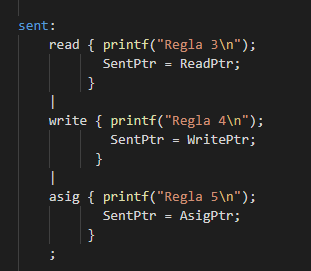 sent:
    read { printf("Regla 3\n");
           SentPtr = ReadPtr;
         }
    |
    write { printf("Regla 4\n");
            SentPtr = WritePtr;
          }
    |
    asig { printf("Regla 5\n");
           SentPtr = AsigPtr;
         }
    ;